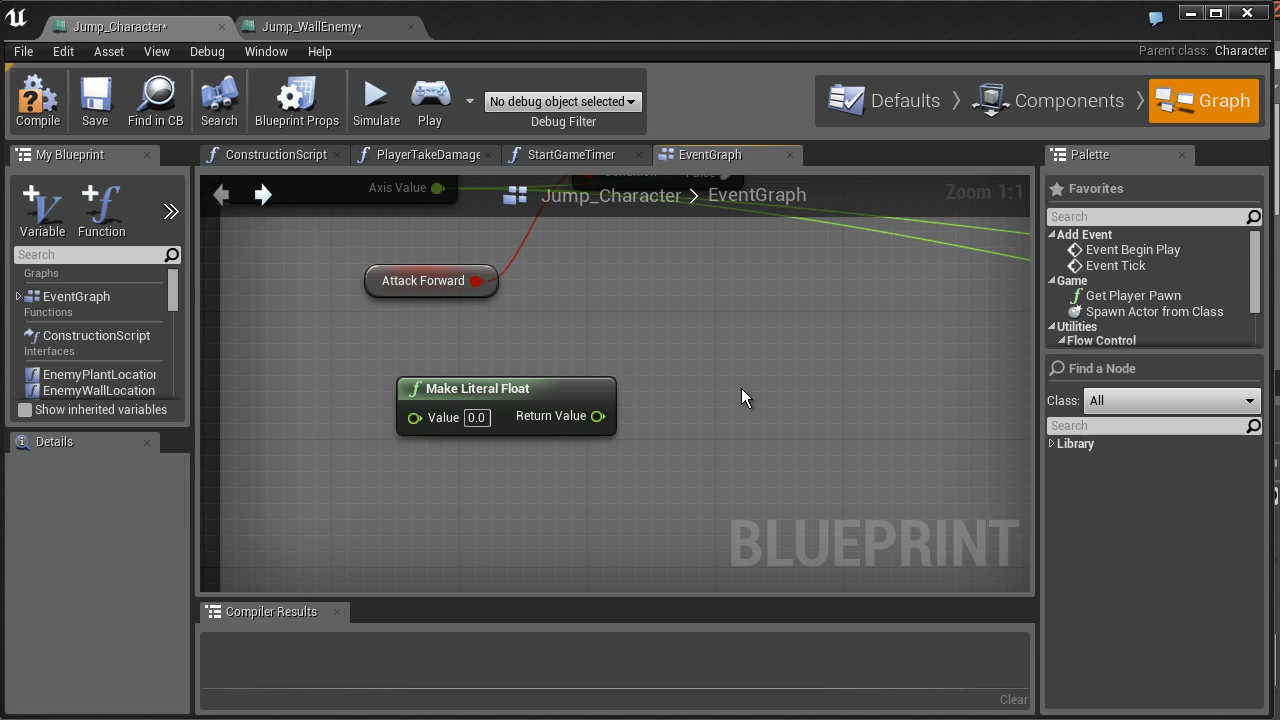 Jump_Character*
Jump_WallEnemy*
File Edit Asset View Debug Window Help
Parent class: Character
Compile Save Find in CB Search Blueprint Props Simulate Play
No debug object selected
Debug Filter
Defaults Components Graph
My Blueprint
ConstructionScript PlayerTakeDamage StartGameTimer EventGraph
Palette
Variable Function
Search
Graphs
EventGraph
Functions
ConstructionScript
Interfaces
EnemyPlantLocation
EnemyWallLocation
Show inherited variables
Details
Axis Value
Jump_Character > EventGraph
Zoom 1:1
Attack Forward
Make Literal Float
Value 0.0 Return Value
BLUEPRINT
Compiler Results
Clear
Favorites
Search
Add Event
Event Begin Play
Event Tick
Game
Get Player Pawn
Spawn Actor from Class
Utilities
Flow Control
Find a Node
Class: All
Search
Library